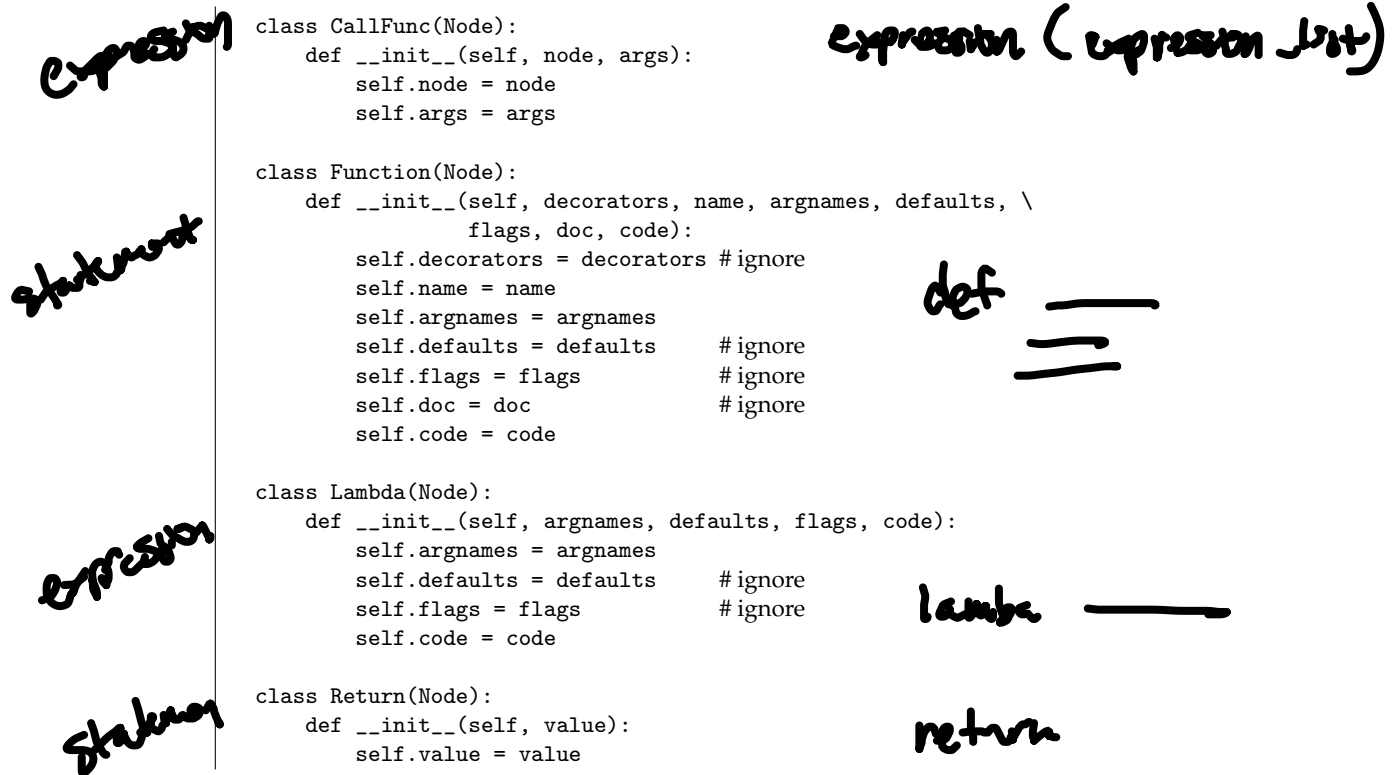 expression
class CallFunc(Node):
    def __init__(self, node, args):
        self.node = node
        self.args = args
expression (expression_list)
class Function(Node):
    def __init__(self, decorators, name, argnames, defaults, \
                 flags, doc, code):
statement
        self.decorators = decorators # ignore
        self.name = name
def
        self.argnames = argnames
        self.defaults = defaults # ignore
        self.flags = flags # ignore
        self.doc = doc # ignore
        self.code = code
class Lambda(Node):
    def __init__(self, argnames, defaults, flags, code):
expression
        self.argnames = argnames
        self.defaults = defaults # ignore
        self.flags = flags # ignore
lamba
        self.code = code
class Return(Node):
    def __init__(self, value):
        self.value = value
statemen
return